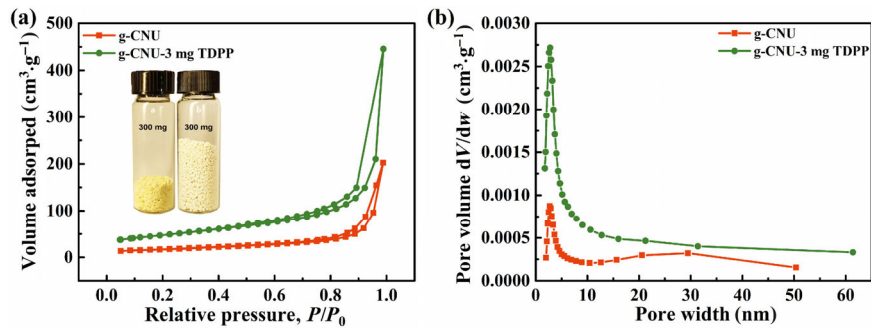 (a)
g-CNU
g-CNU-3 mg TDPP
300 mg
300 mg
Volume adsorped (cm³·g⁻¹)
500
450
400
300
200
100
50
0
0.0 0.2 0.4 0.6 0.8 1.0
Relative pressure, P/P₀
(b)
g-CNU
g-CNU-3 mg TDPP
Pore volume dV/dw (cm³·g⁻¹)
0.0030
0.0025
0.0020
0.0015
0.0010
0.0005
0.0000
0 10 20 30 40 50 60
Pore width (nm)